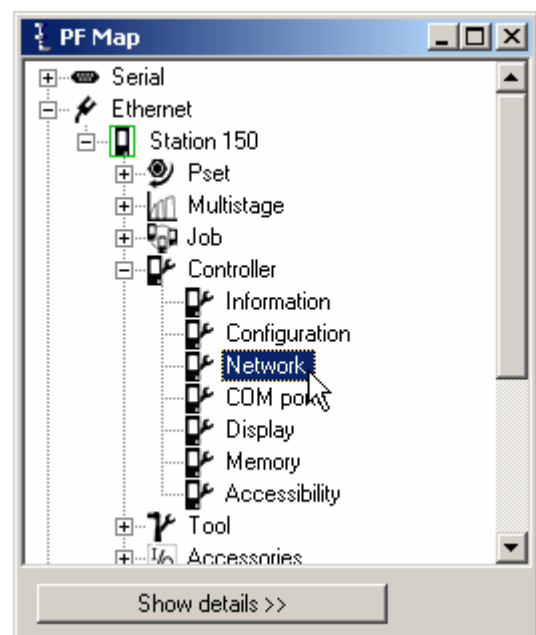 PF Map
Serial
Ethernet
Station 150
Pset
Multistage
Job
Controller
Information
Configuration
Network
COM port
Display
Memory
Accessibility
Tool
Accessories
Show details >>